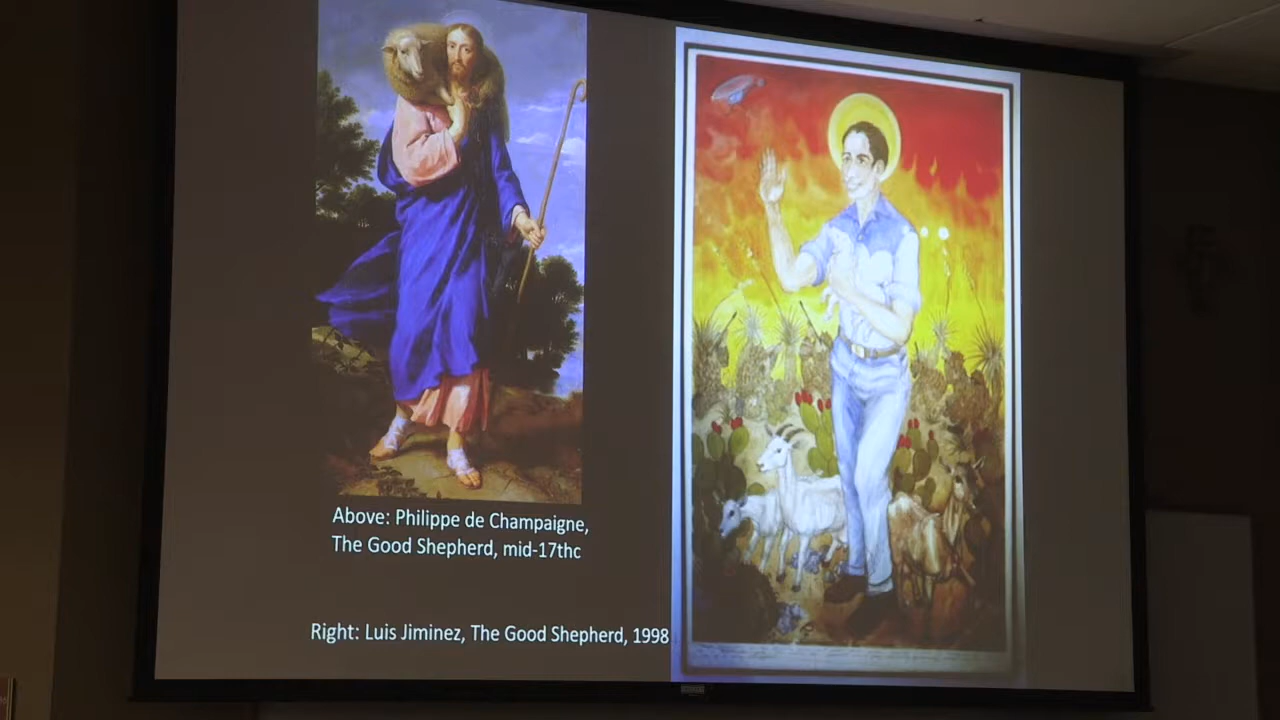 Above: Philippe de Champaigne,
The Good Shepherd, mid-17thc
Right: Luis Jiminez, The Good Shepherd, 1998